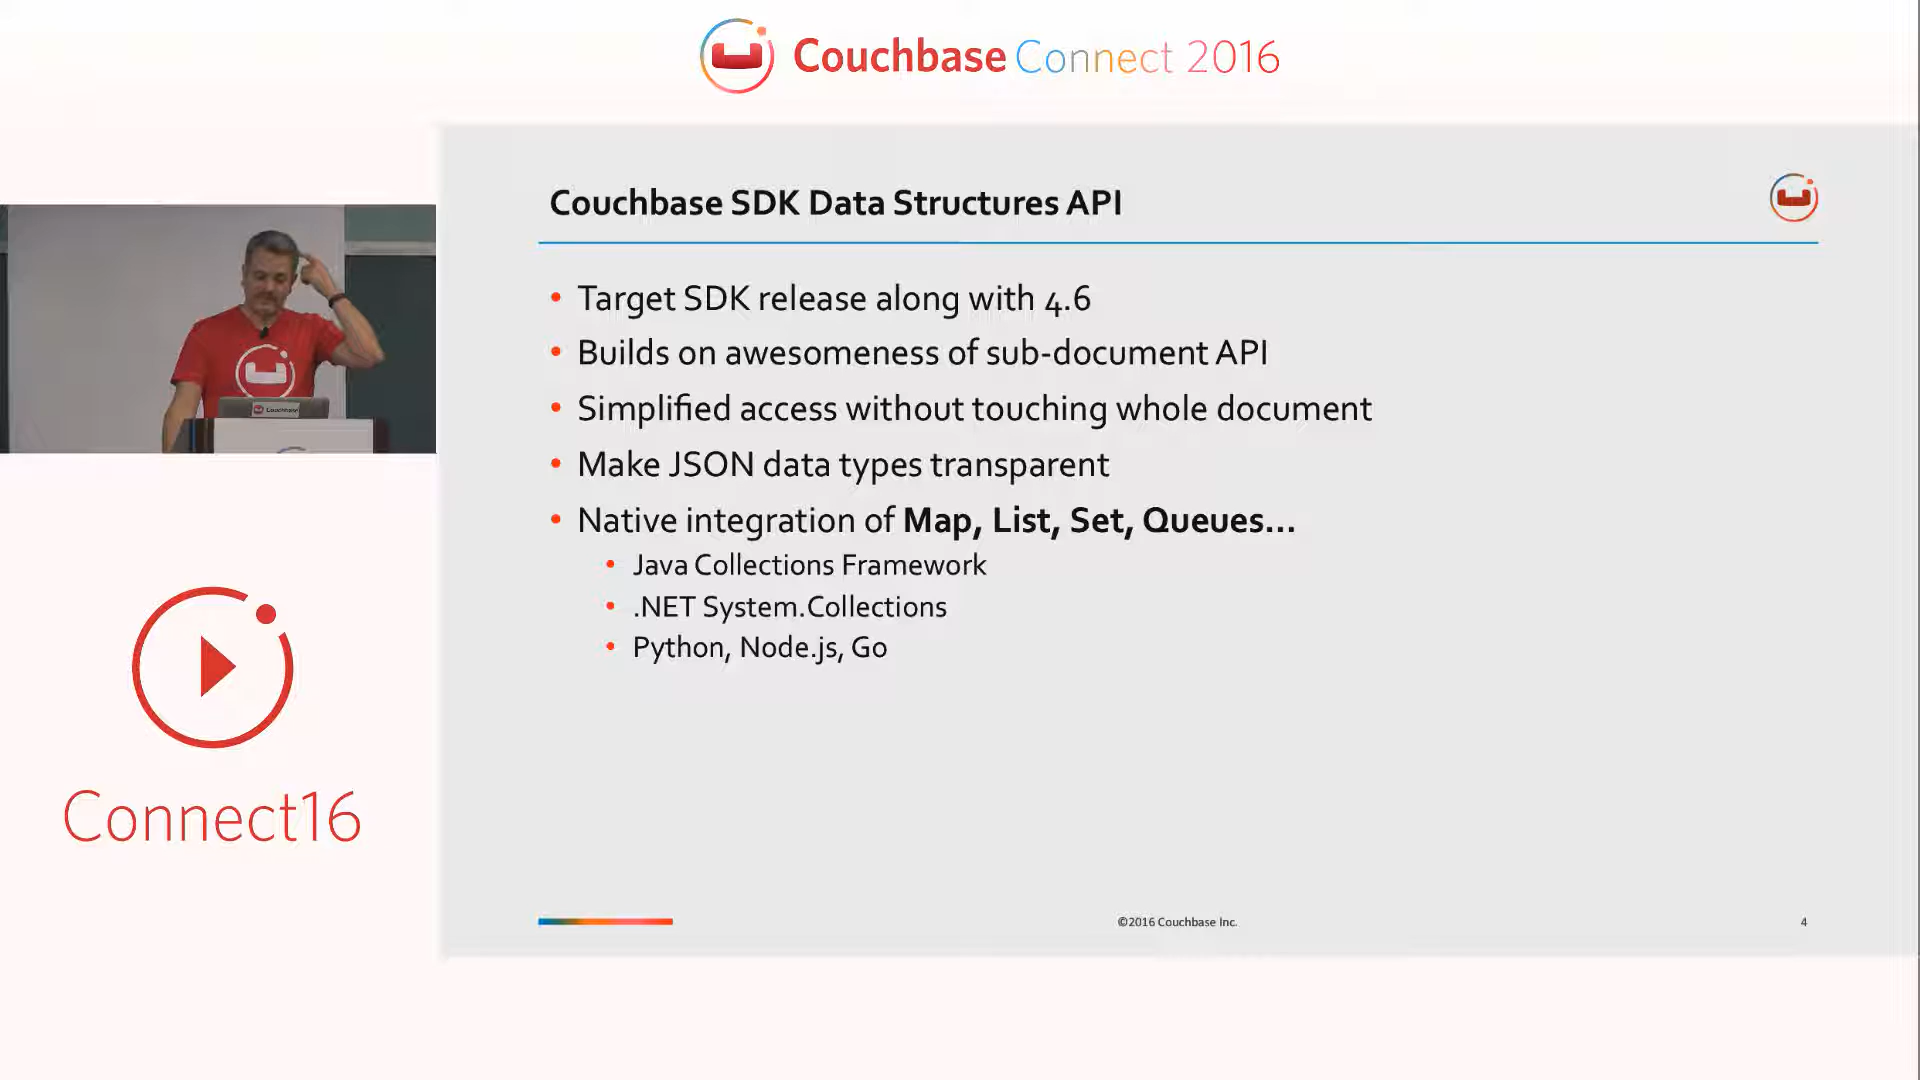 Couchbase Connect 2016
Couchbase SDK Data Structures API
• Target SDK release along with 4.6
• Builds on awesomeness of sub-document API
• Simplified access without touching whole document
• Make JSON data types transparent
• Native integration of Map, List, Set, Queues...
• Java Collections Framework
• .NET System.Collections
• Python, Node.js, Go
Couchbase
Connect16
©2016 Couchbase Inc.
4